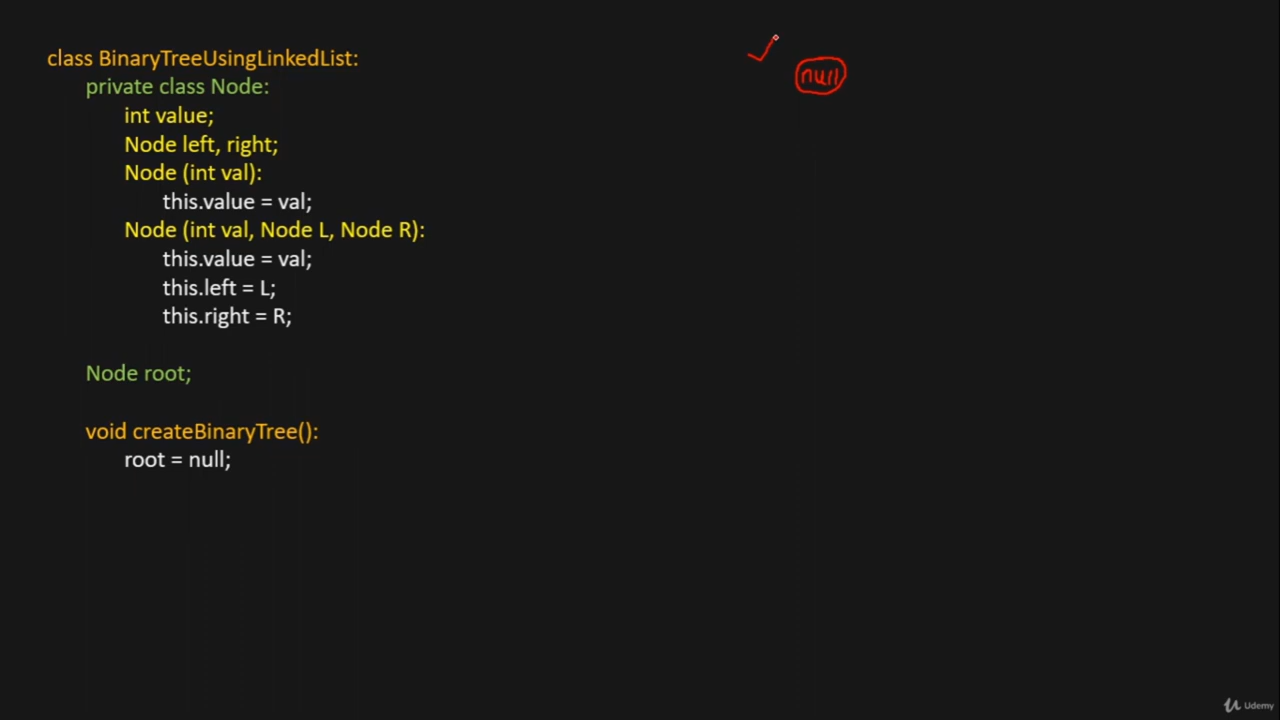 class BinaryTreeUsingLinkedList:
private class Node:
int value;
Node left, right;
Node (int val):
this.value = val;
Node (int val, Node L, Node R):
this.value = val;
this.left = L;
this.right = R;
Node root;
void createBinaryTree():
root = null;
null
Udemy